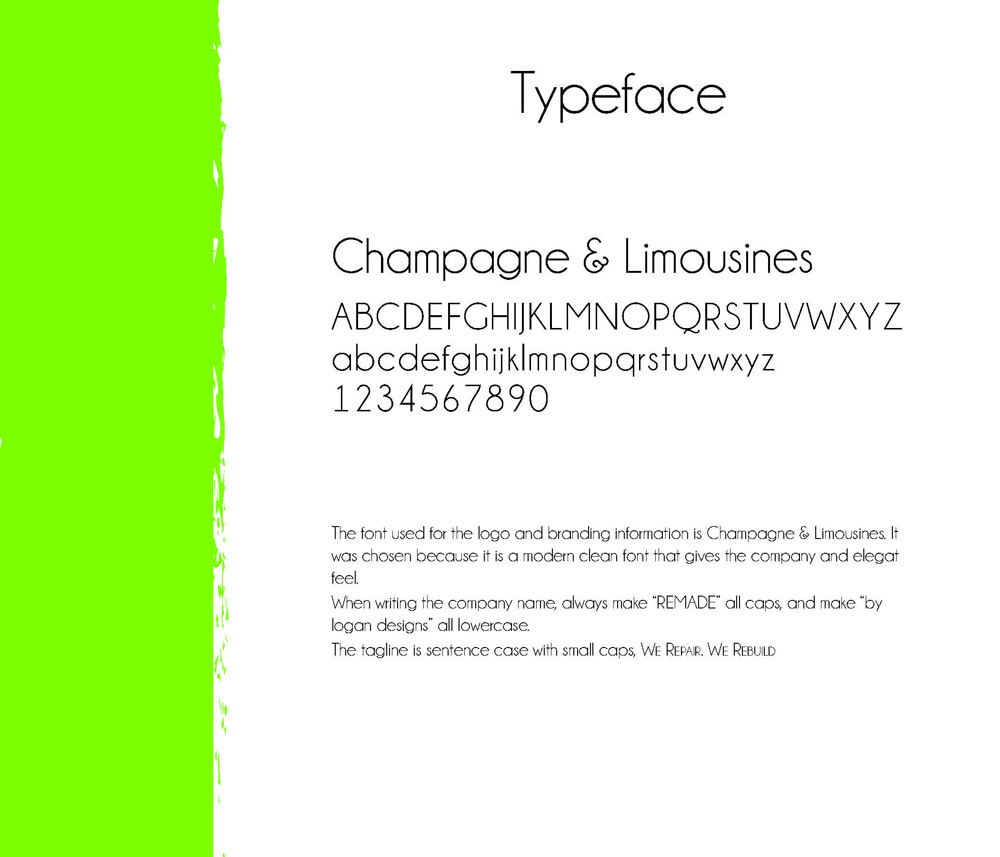 Typeface
Champagne & Limousines
ABCDEFGHIJKLMNOPQRSTUVWXYZ
abcdefghijklmnopqrstuvwxyz
1234567890
The font used for the logo and branding information is Champagne & Limousines. It
was chosen because it is a modern clean font that gives the company and elegat
feel.
When writing the company name, always make “REMADE” all caps, and make “by
logan designs” all lowercase.
The tagline is sentence case with small caps, We Repair. We Rebuild